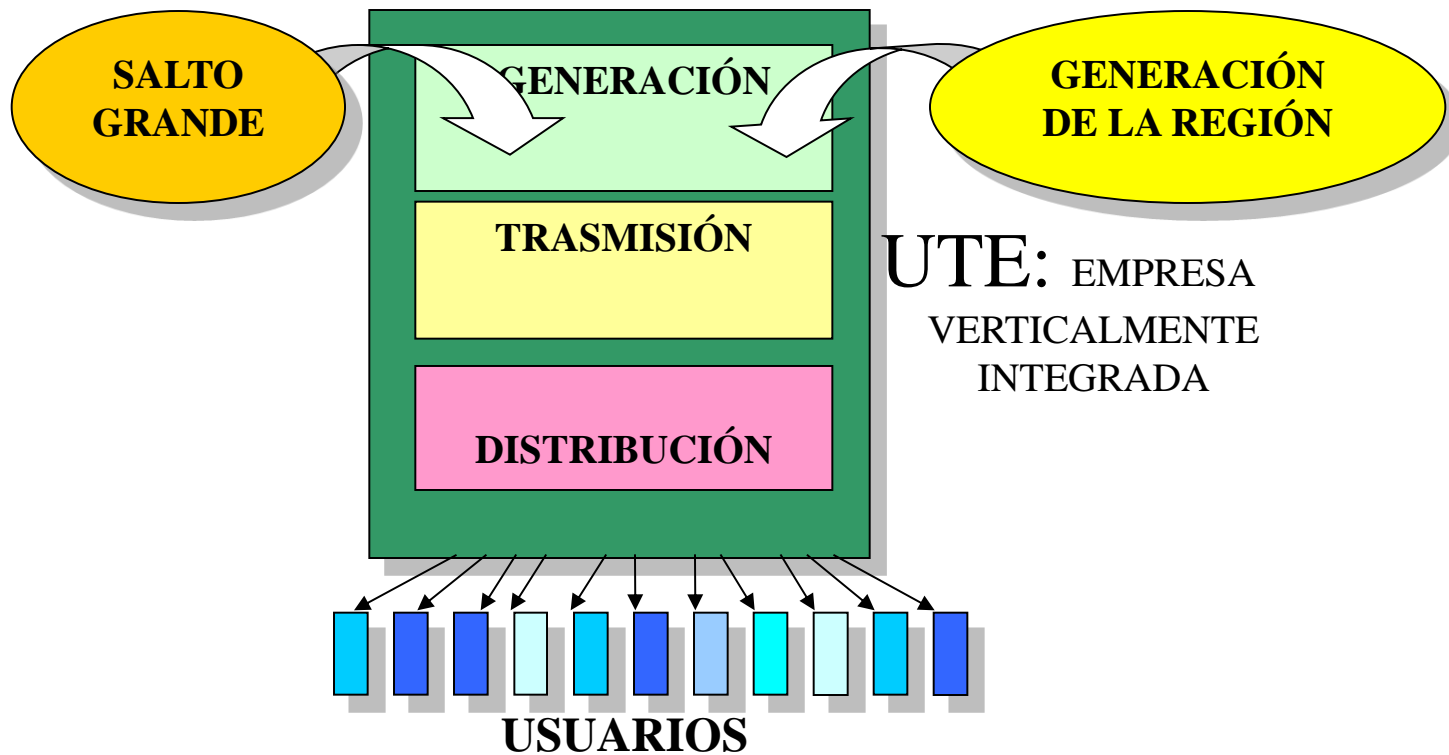 SALTO
GRANDE
GENERACIÓN
GENERACIÓN
DE LA REGIÓN
TRASMISIÓN
UTE: EMPRESA
VERTICALMENTE
INTEGRADA
DISTRIBUCIÓN
USUARIOS